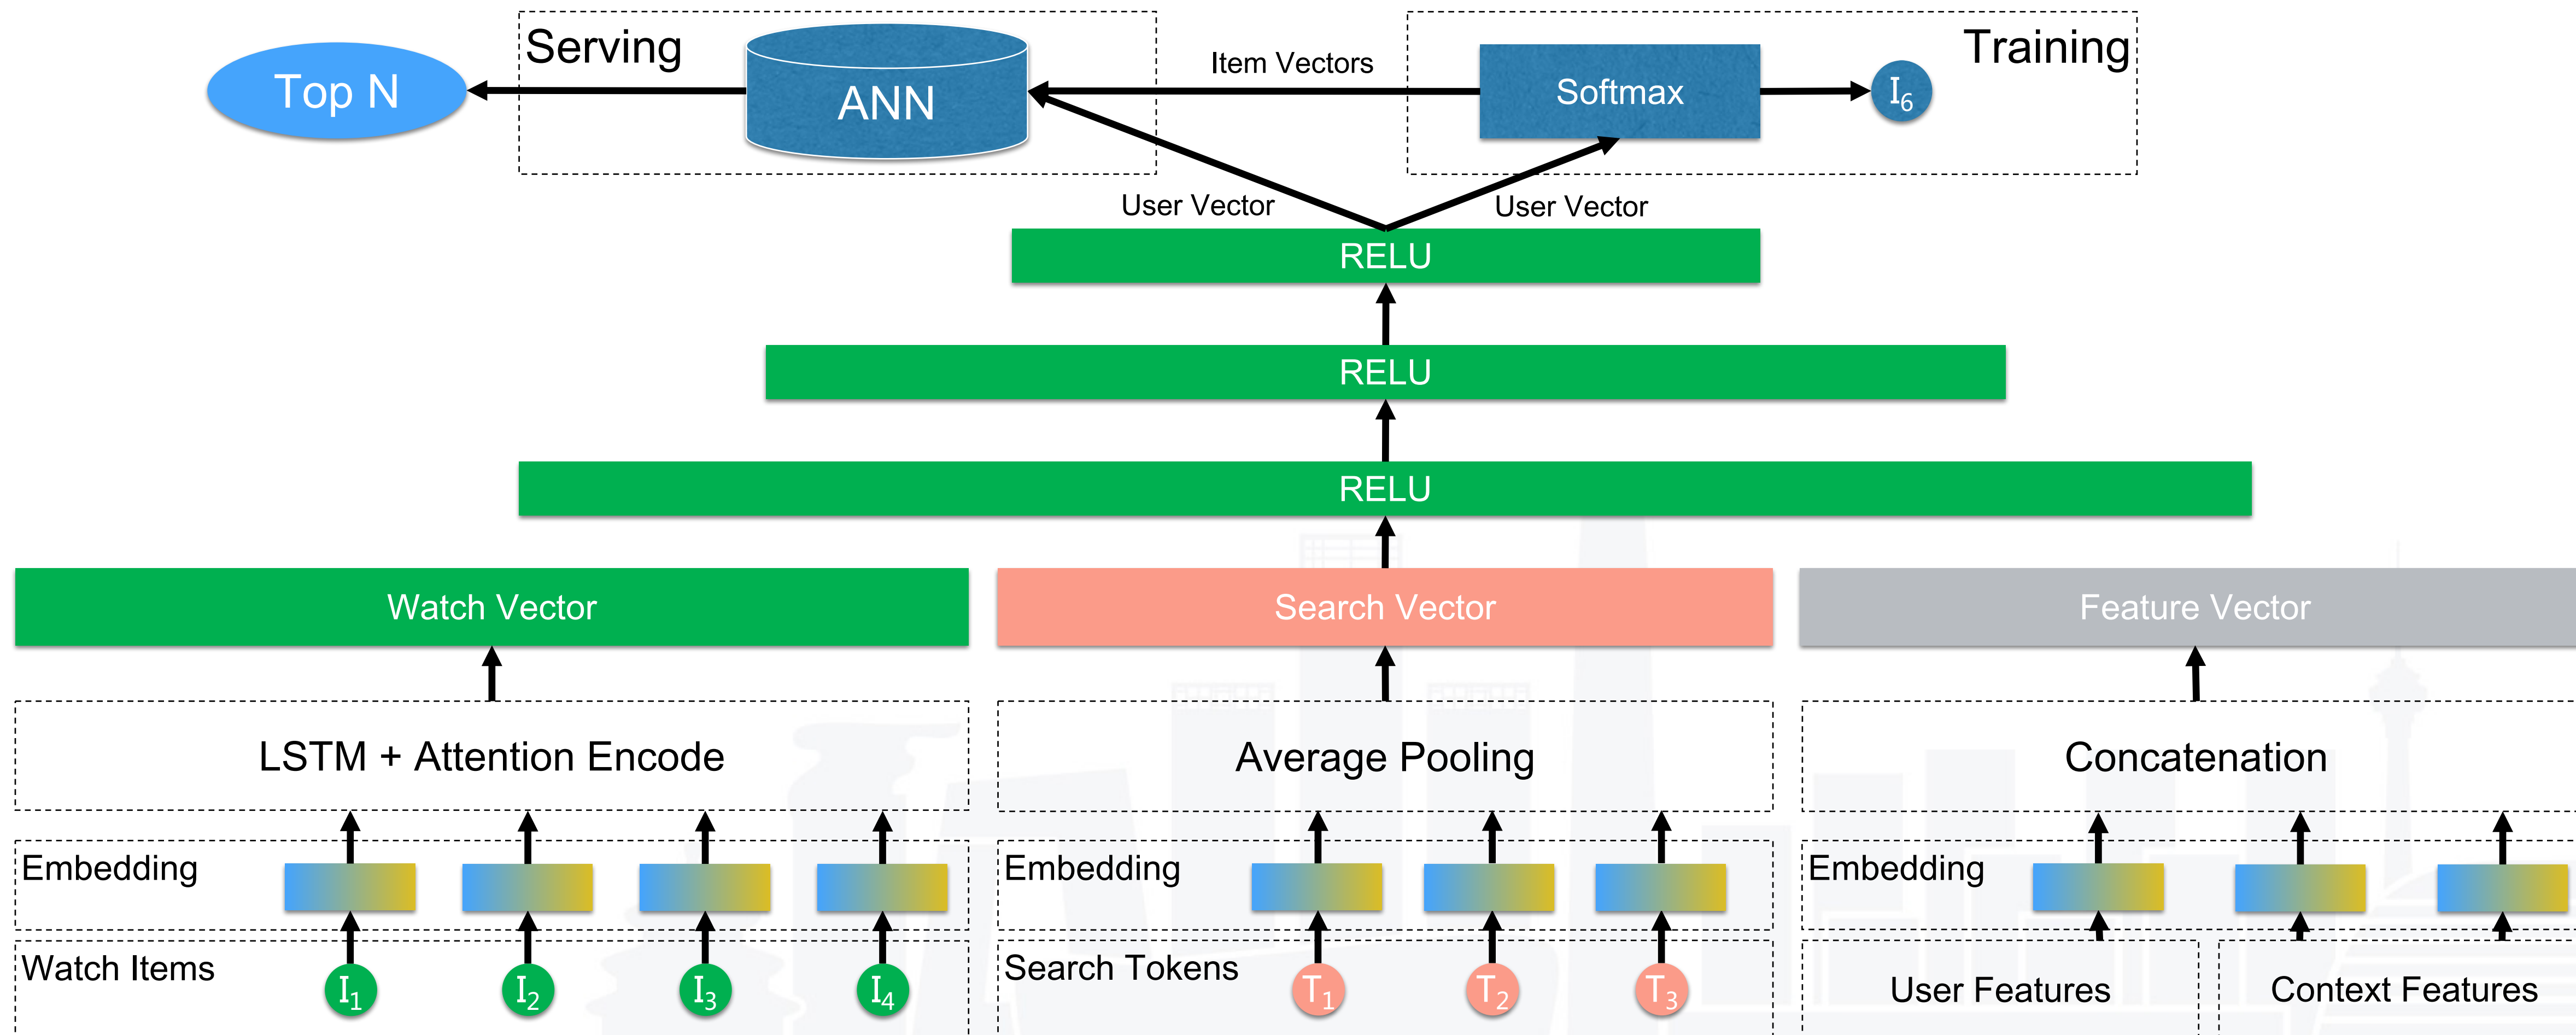 Serving
Training
Top N
ANN
Item Vectors
Softmax
I₆
User Vector
User Vector
RELU
RELU
RELU
Watch Vector
Search Vector
Feature Vector
LSTM + Attention Encode
Average Pooling
Concatenation
Embedding
Embedding
Embedding
Watch Items
I₁
I₂
I₃
I₄
Search Tokens
T₁
T₂
T₃
User Features
Context Features